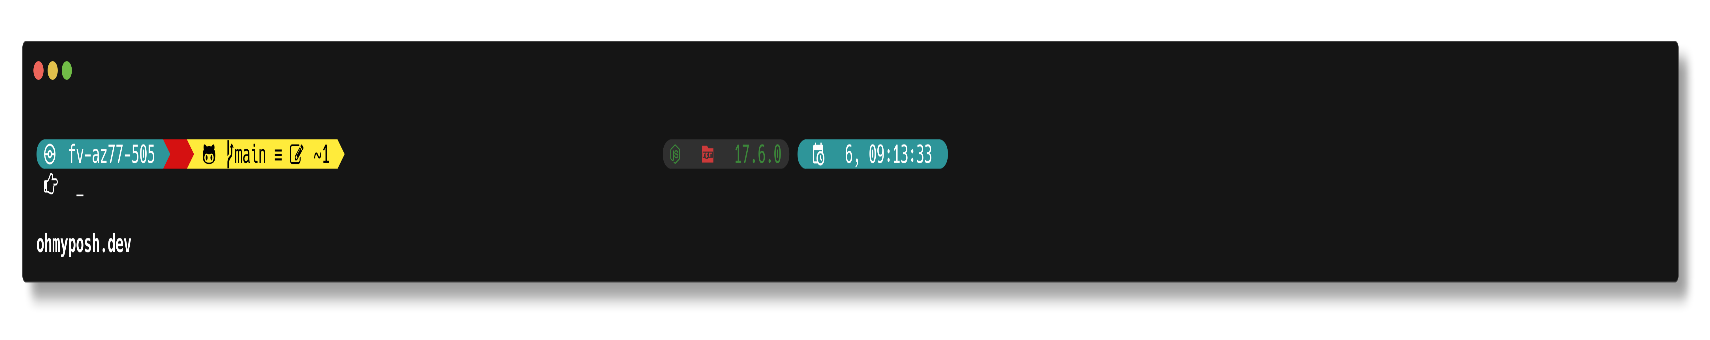 fv-az77-505 main ≡ ~1 17.6.0 6, 09:13:33
_
ohmyposh.dev